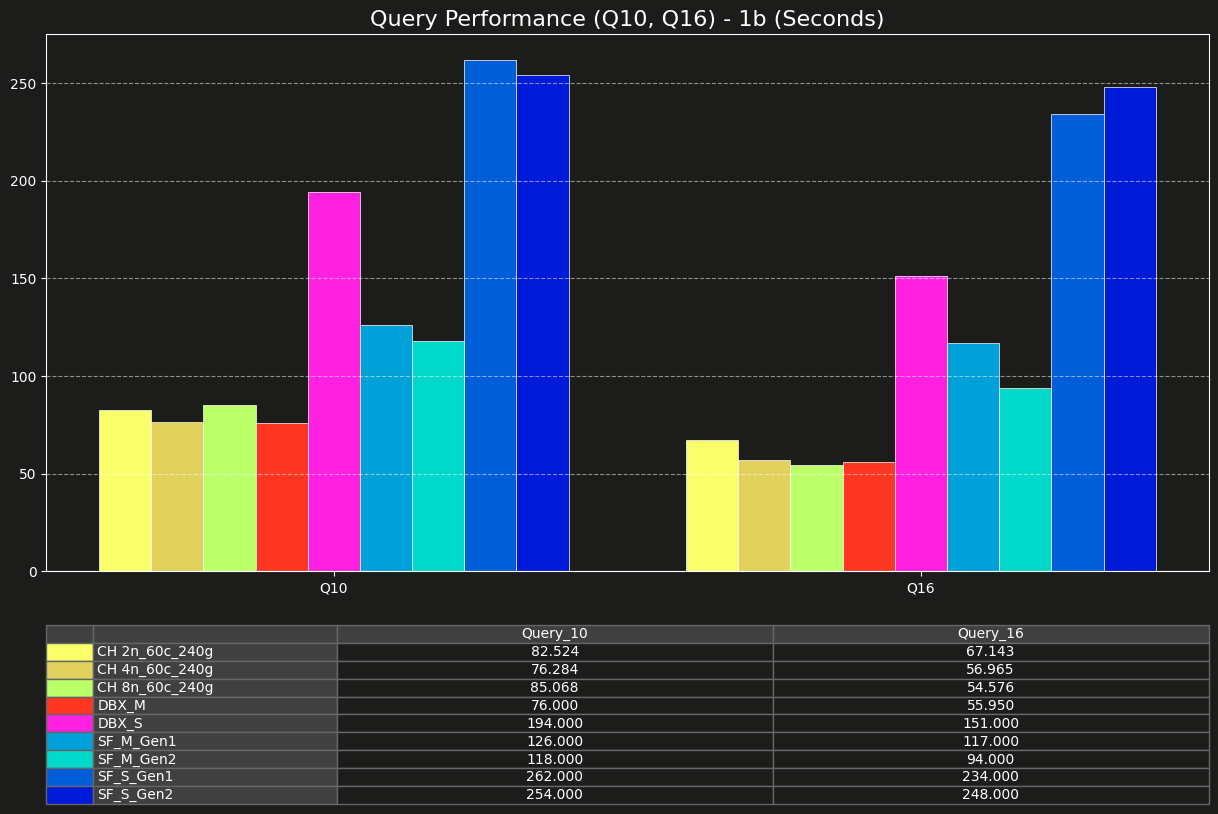 Query Performance (Q10, Q16) - 1b (Seconds)
250
200
150
100
50
0
Q10 Q16
Query_10 Query_16
CH 2n_60c_240g 82.524 67.143
CH 4n_60c_240g 76.284 56.965
CH 8n_60c_240g 85.068 54.576
DBX_M 76.000 55.950
DBX_S 194.000 151.000
SF_M_Gen1 126.000 117.000
SF_M_Gen2 118.000 94.000
SF_S_Gen1 262.000 234.000
SF_S_Gen2 254.000 248.000